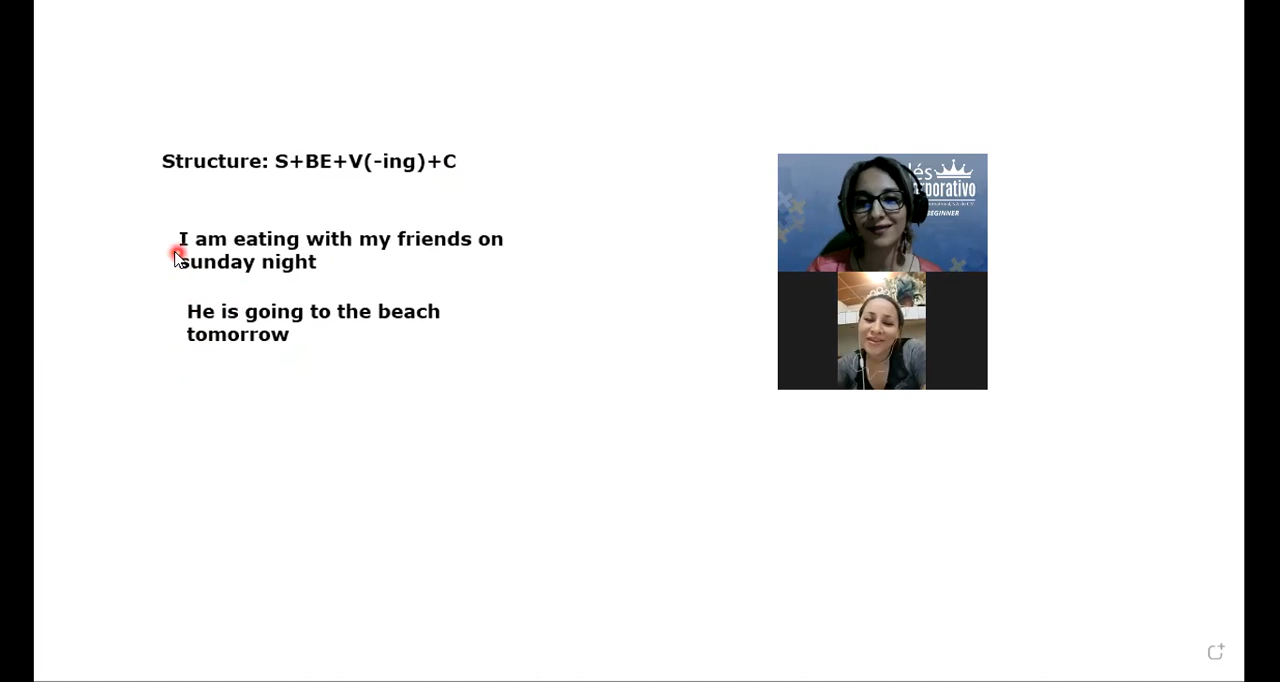 Structure: S+BE+V(-ing)+C
I am eating with my friends on
sunday night
He is going to the beach
tomorrow
BEGINNER